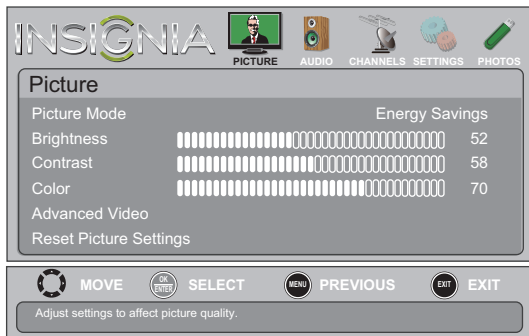 INSIGNIA
PICTURE AUDIO CHANNELS SETTINGS PHOTOS
Picture
Picture Mode Energy Savings
Brightness 52
Contrast 58
Color 70
Advanced Video
Reset Picture Settings
MOVE OK ENTER SELECT MENU PREVIOUS EXIT EXIT
Adjust settings to affect picture quality.